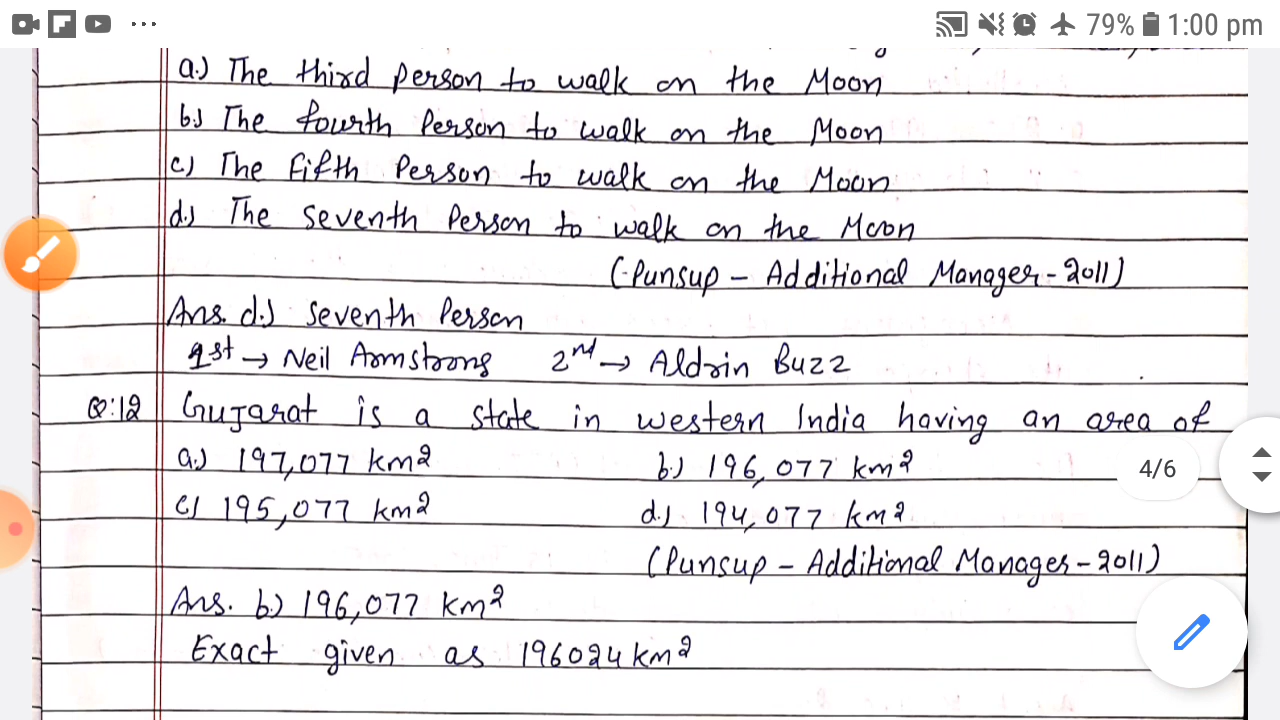 79% 1:00 pm
a.) The third Person to walk on the Moon
b.) The fourth Person to walk on the Moon
c) The Fifth Person to walk on the Moon
d.) The seventh Person to walk on the Moon
(Punsup - Additional Manager-2011)
Ans. d.) seventh Person
1st → Neil Armstrong 2nd → Aldrin Buzz
Q:12 Gujarat is a state in western India having an area of
a.) 197,077 km2 b.) 196,077 km2
4/6
c) 195,077 km2 d.) 194,077 km2
(Punsup - Additional Manager-2011)
Ans. b.) 196,077 km2
Exact given as 196024 km2